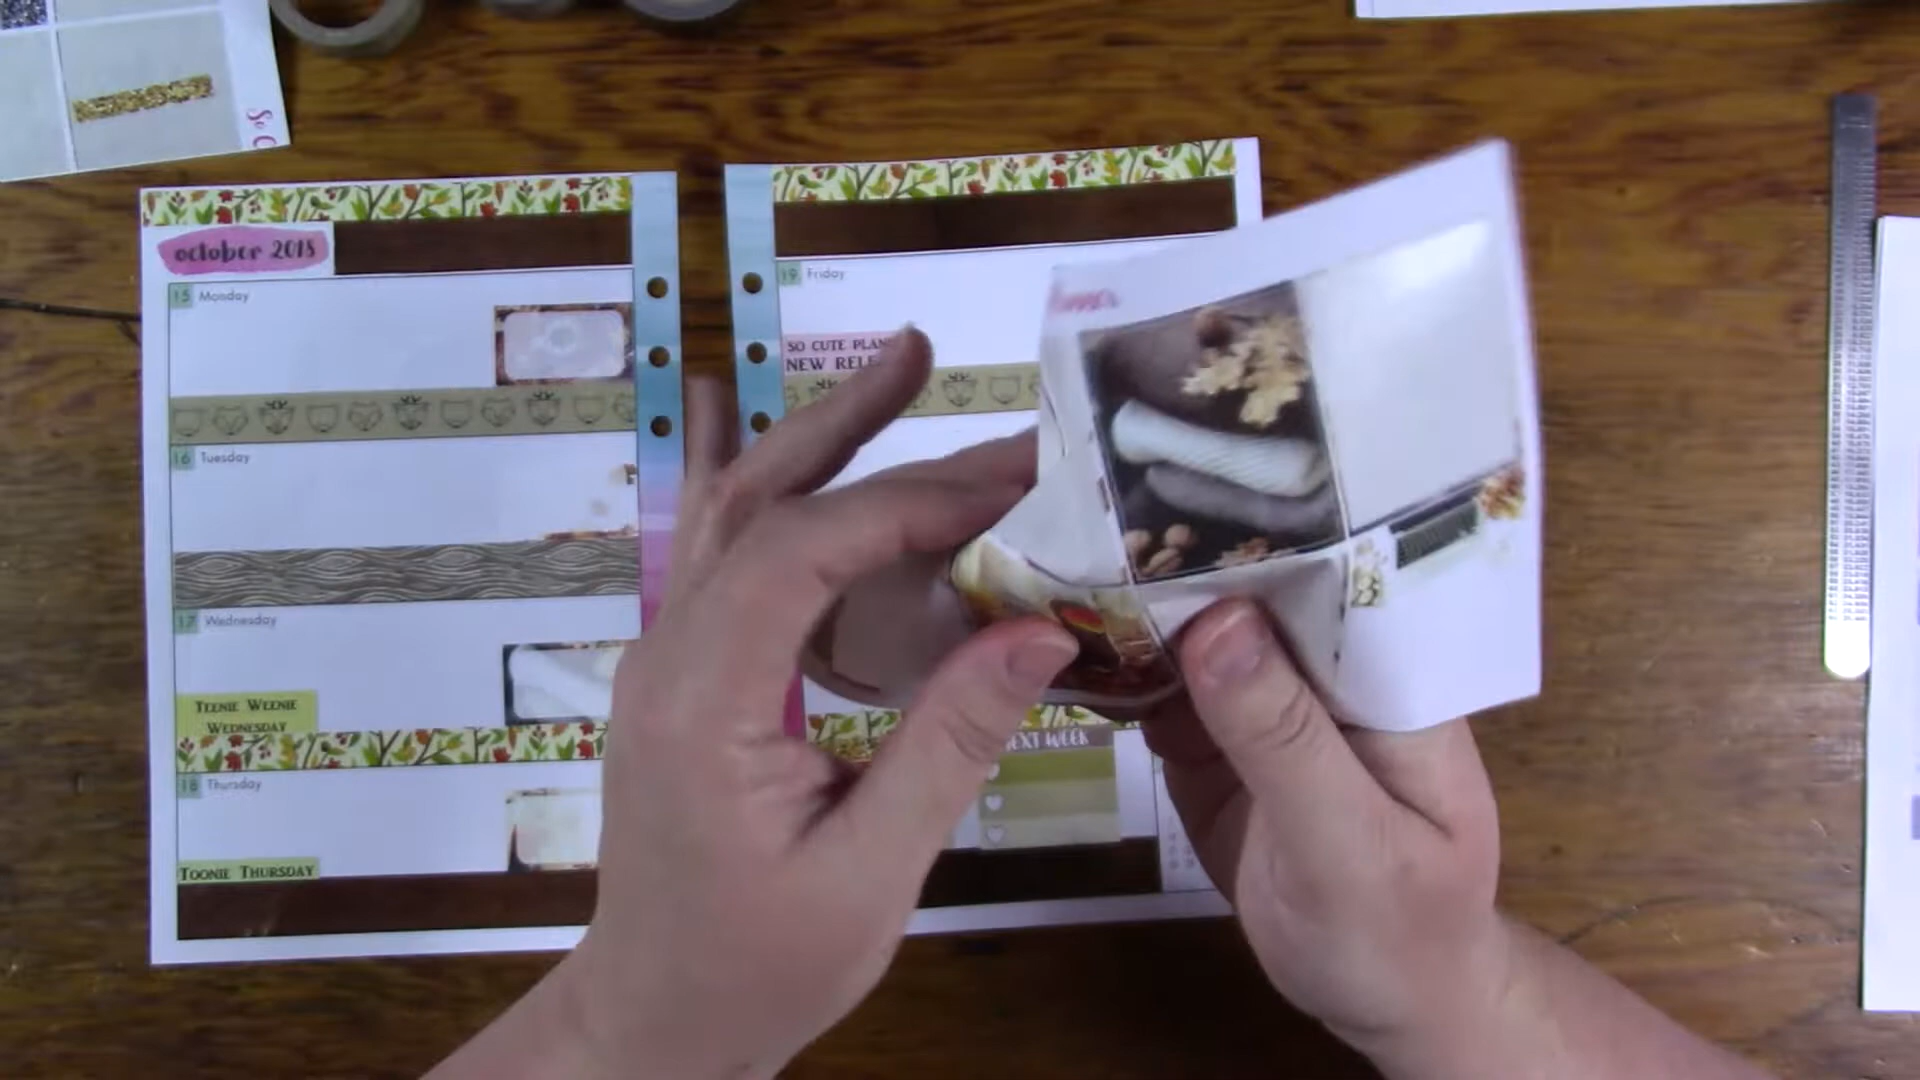 So C
october 2018
15 Monday
16 Tuesday
17 Wednesday
TEENIE WEENIE
WEDNESDAY
18 Thursday
TOONIE THURSDAY
19 Friday
SO CUTE PLAN
NEW RELE
EXT WEEK